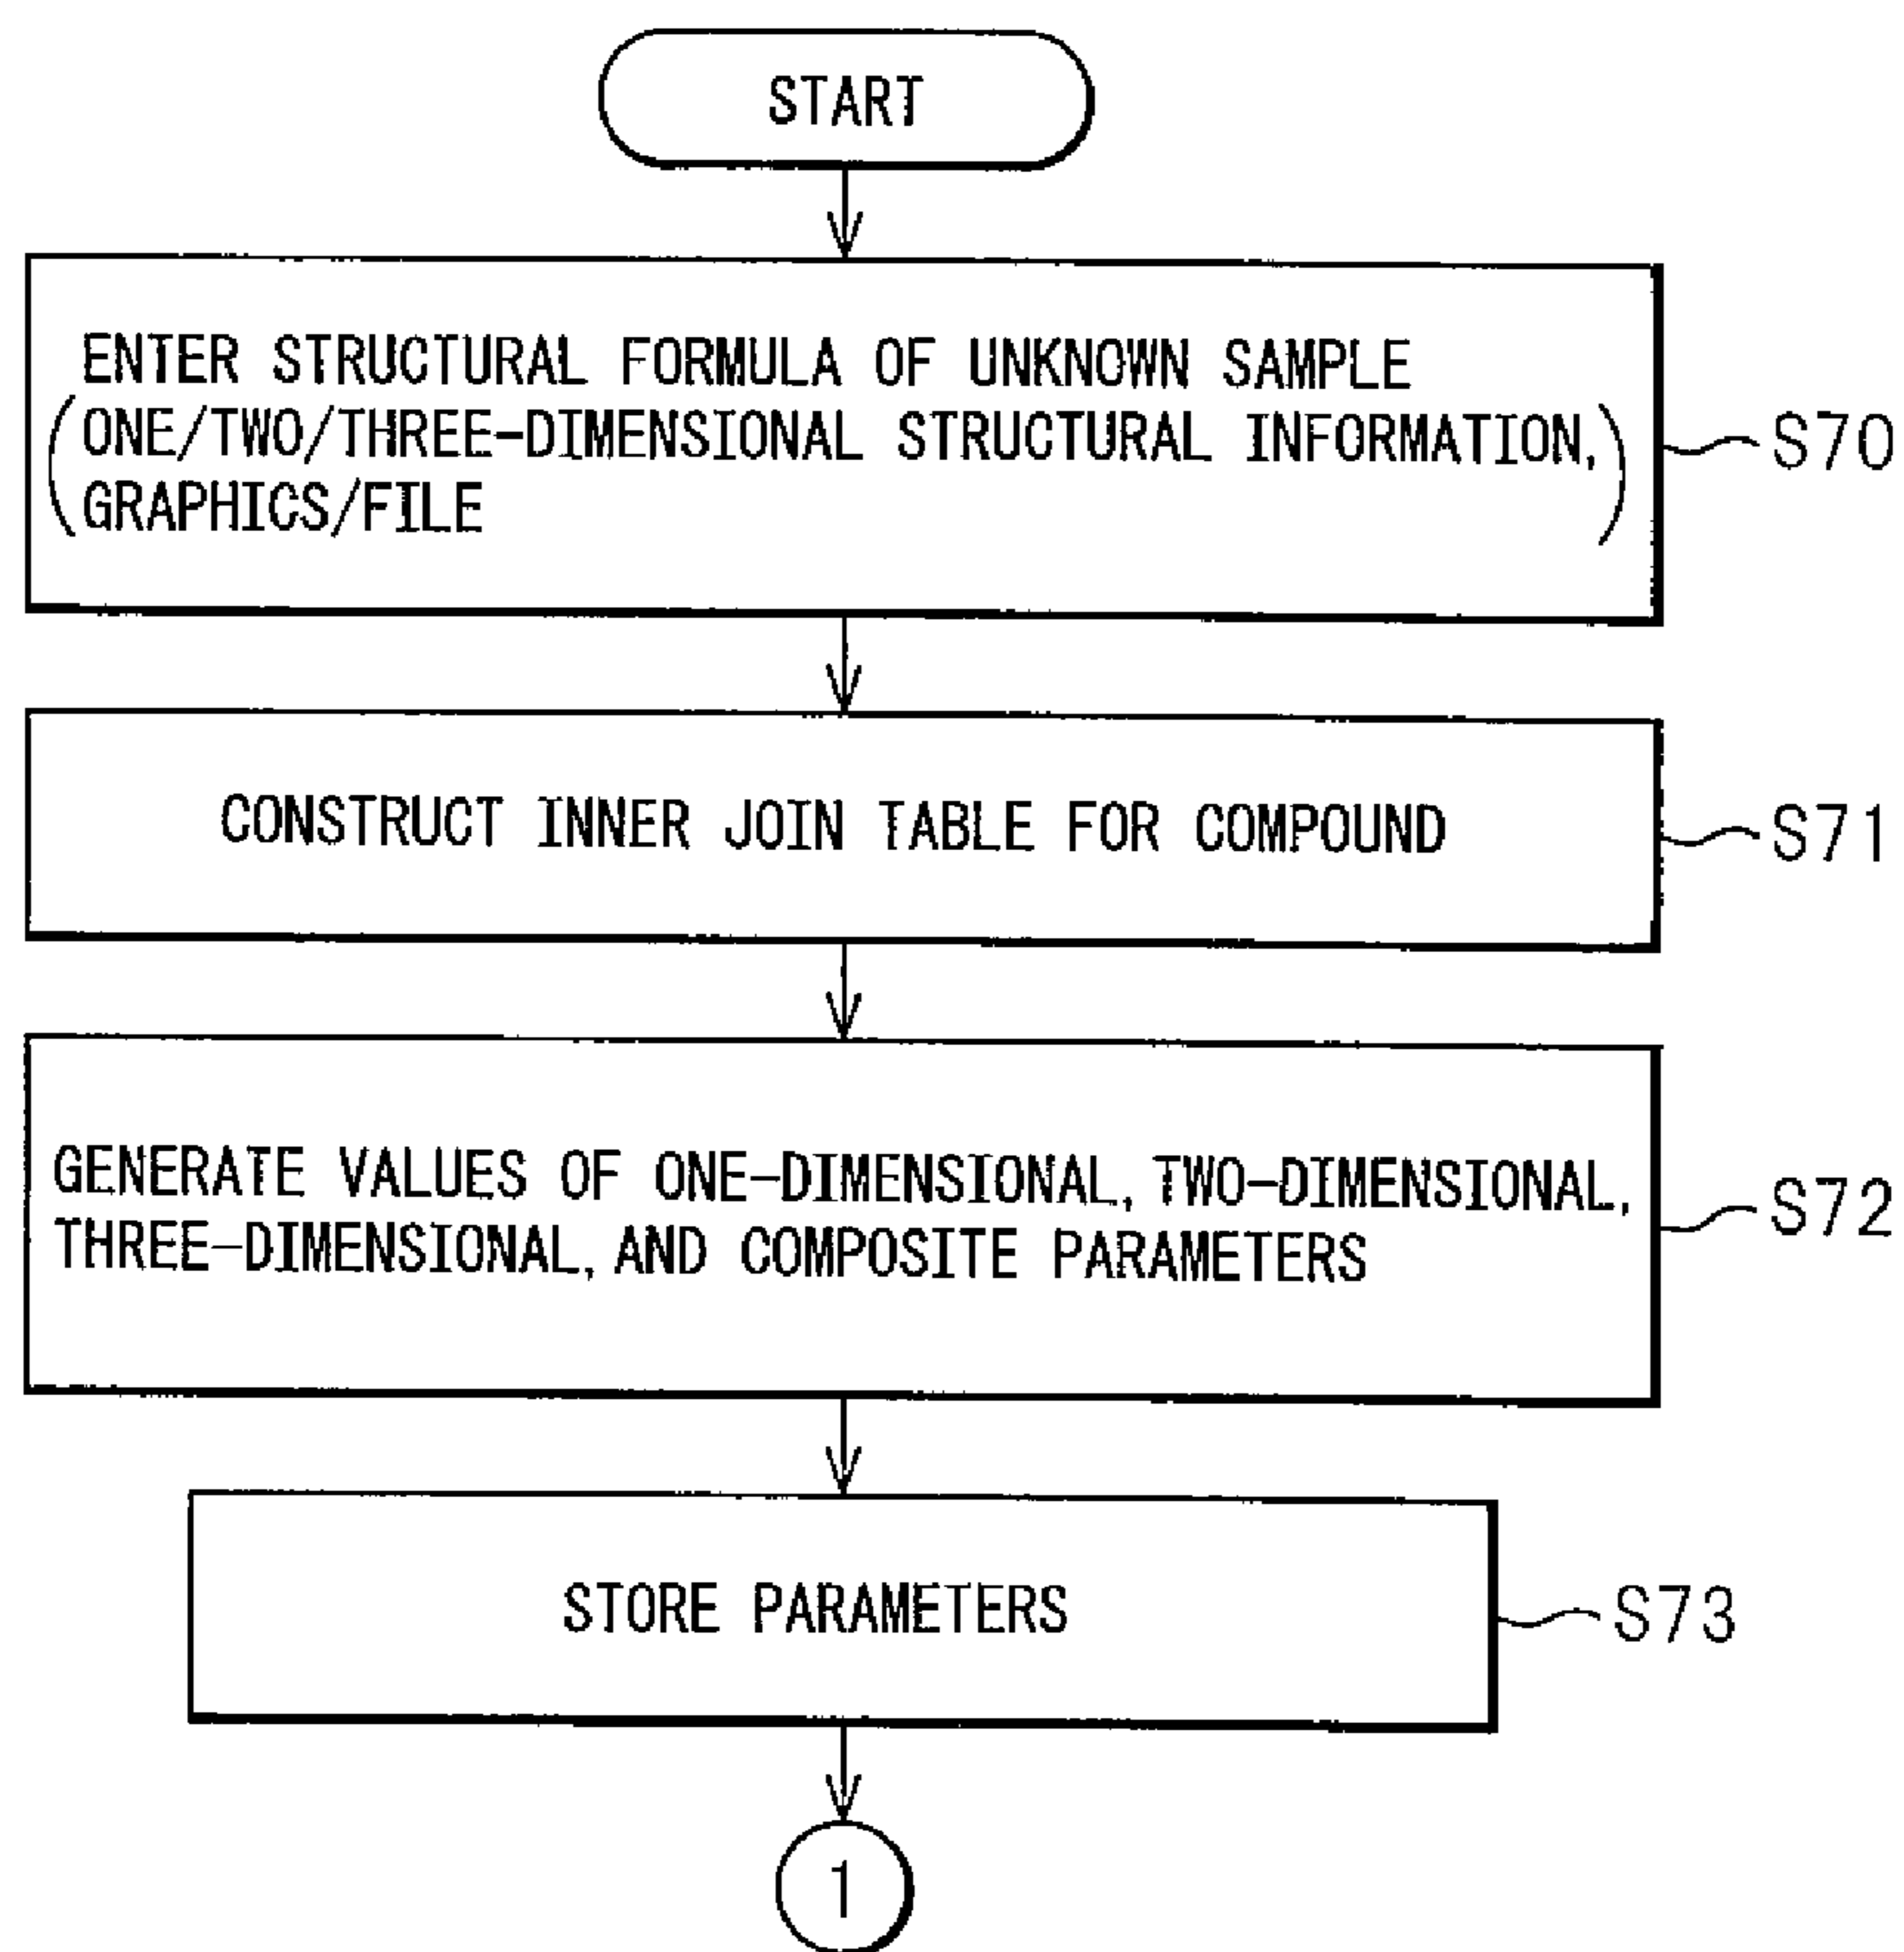 START
ENTER STRUCTURAL FORMULA OF UNKNOWN SAMPLE
(ONE/TWO/THREE-DIMENSIONAL STRUCTURAL INFORMATION,
GRAPHICS/FILE)
S70
CONSTRUCT INNER JOIN TABLE FOR COMPOUND
S71
GENERATE VALUES OF ONE-DIMENSIONAL, TWO-DIMENSIONAL,
THREE-DIMENSIONAL, AND COMPOSITE PARAMETERS
S72
STORE PARAMETERS
S73
1